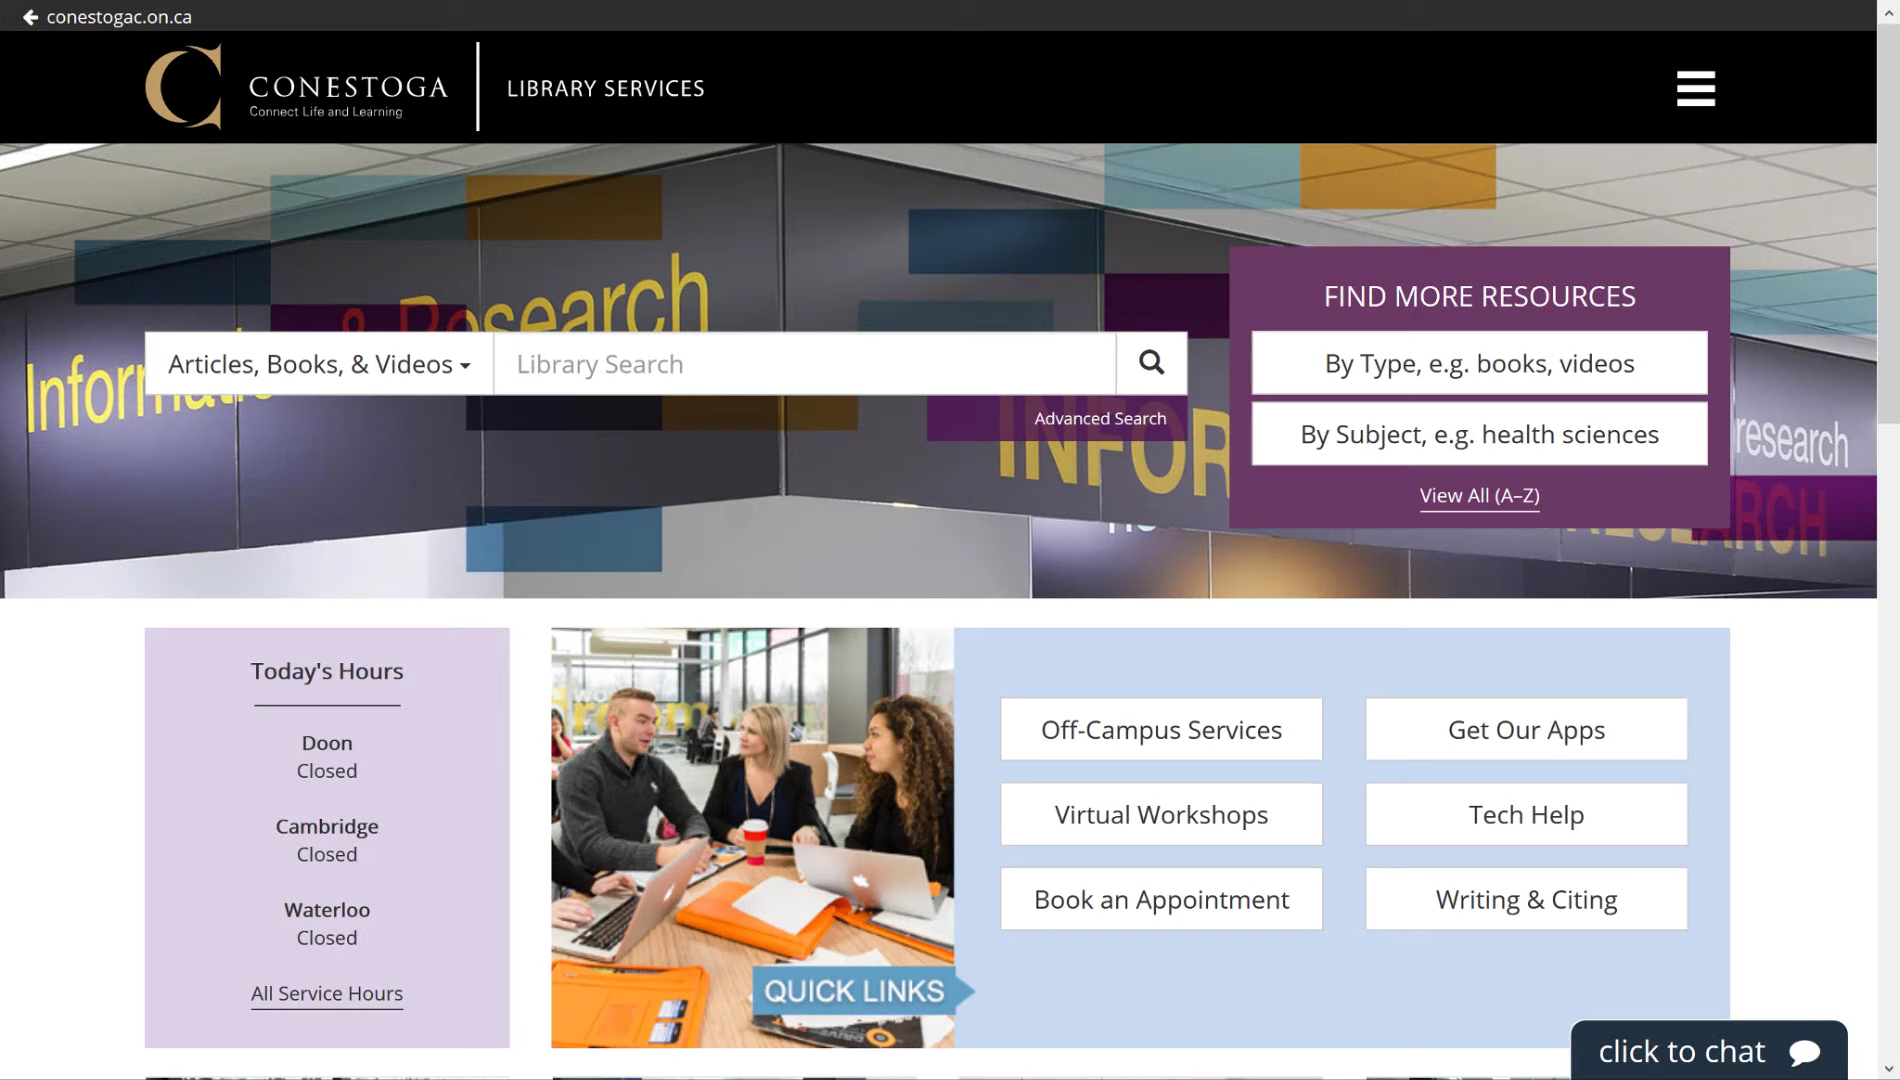 conestogac.on.ca
CONESTOGA
Connect Life and Learning
LIBRARY SERVICES
& Research
Articles, Books, & Videos
Library Search
Advanced Search
FIND MORE RESOURCES
By Type, e.g. books, videos
By Subject, e.g. health sciences
View All (A–Z)
research
Today's Hours
Doon
Closed
Cambridge
Closed
Waterloo
Closed
All Service Hours
QUICK LINKS
Off-Campus Services
Get Our Apps
Virtual Workshops
Tech Help
Book an Appointment
Writing & Citing
click to chat